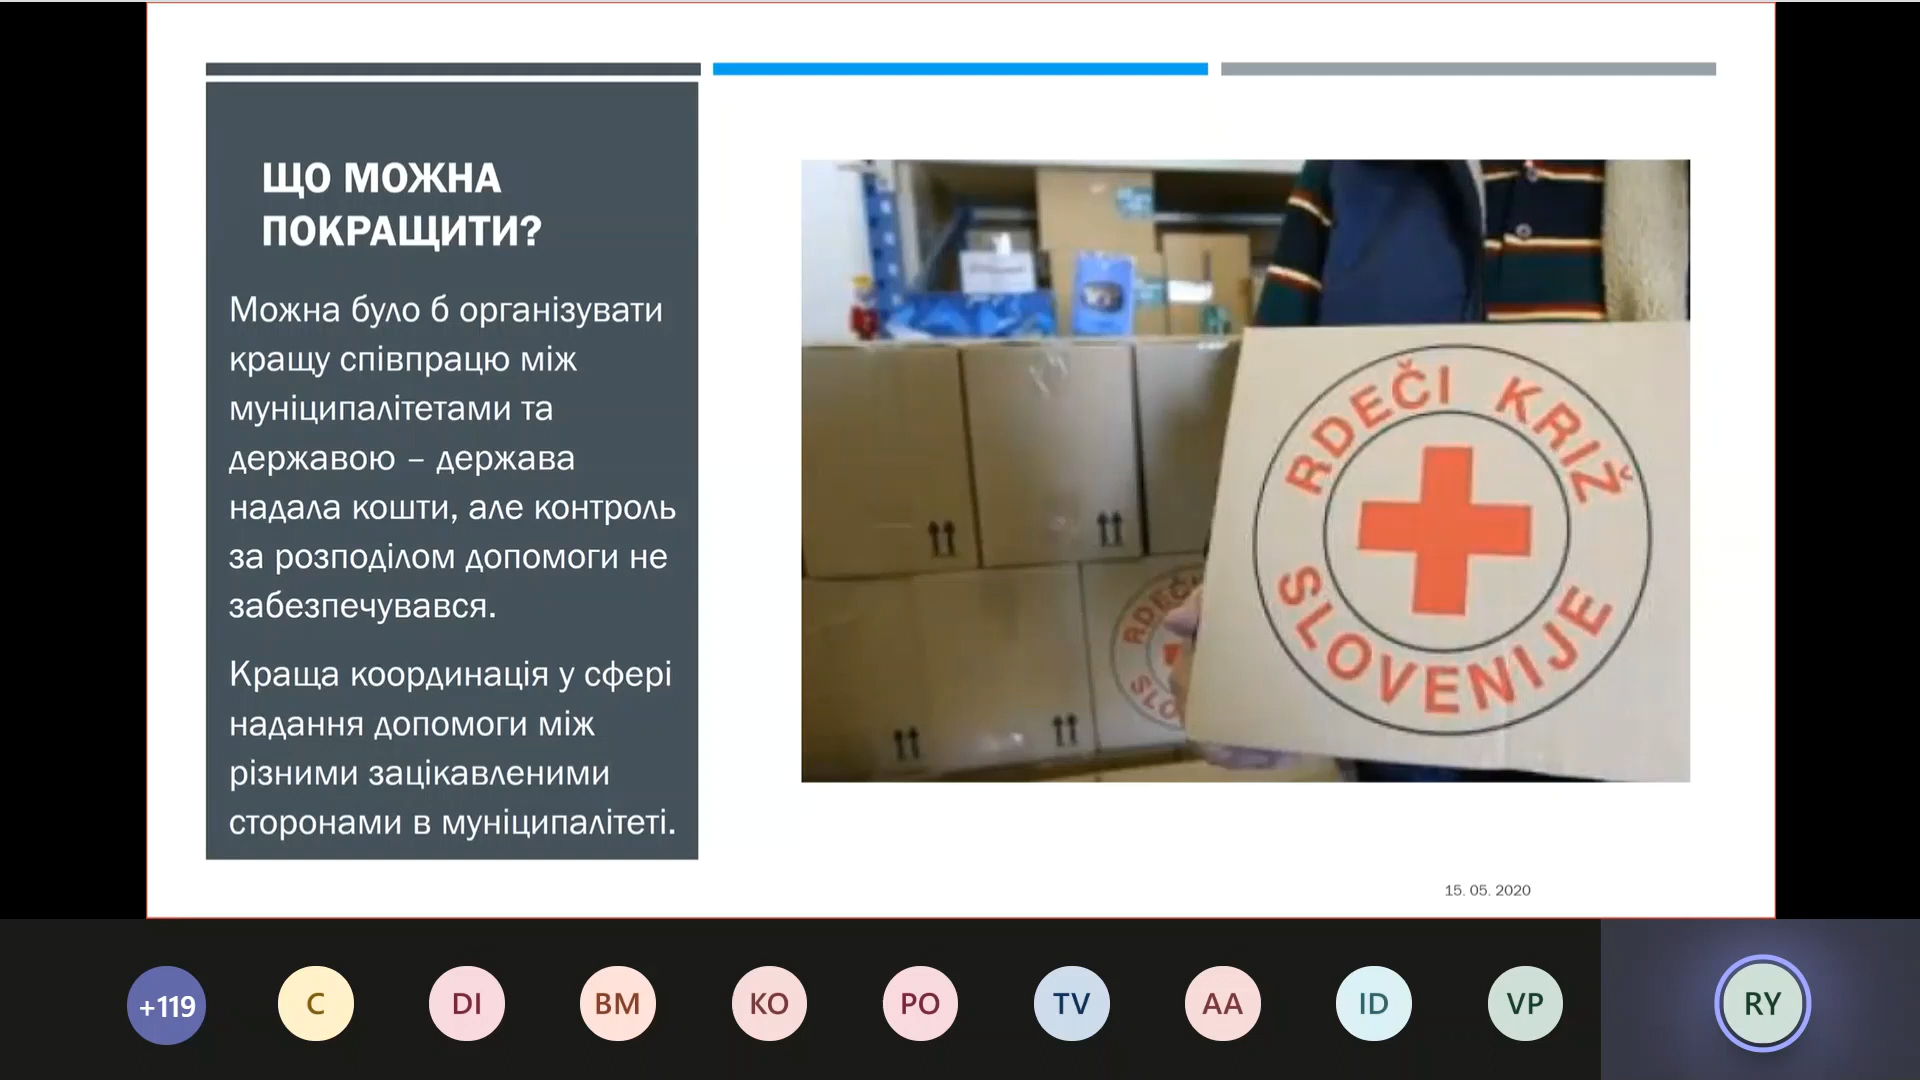 ЩО МОЖНА
ПОКРАЩИТИ?
Можна було б організувати
кращу співпрацю між
муніципалітетами та
державою – держава
надала кошти, але контроль
за розподілом допомоги не
забезпечувався.
Краща координація у сфері
надання допомоги між
різними зацікавленими
сторонами в муніципалітеті.
RDEČI KRIŽ
SLOVENIJE
RDEČ
SLO
15. 05. 2020
+119
C
DI
BM
KO
PO
TV
AA
ID
VP
RY